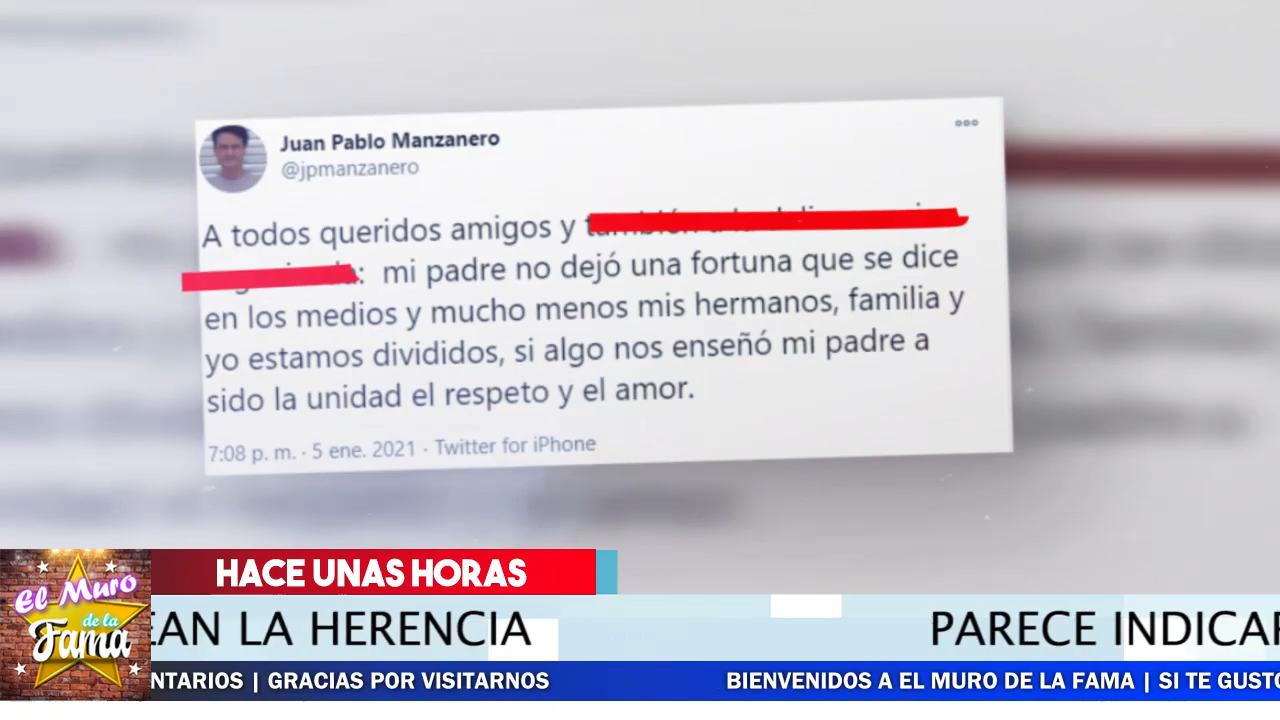 Juan Pablo Manzanero
@jpmanzanero
A todos queridos amigos y
mi padre no dejó una fortuna que se dice
en los medios y mucho menos mis hermanos, familia y
yo estamos divididos, si algo nos enseñó mi padre a
sido la unidad el respeto y el amor.
7:08 p. m. · 5 ene. 2021 · Twitter for iPhone
HACE UNAS HORAS
El Muro
de la
Fama
EAN LA HERENCIA PARECE INDICAR
NTARIOS | GRACIAS POR VISITARNOS BIENVENIDOS A EL MURO DE LA FAMA | SI TE GUSTO